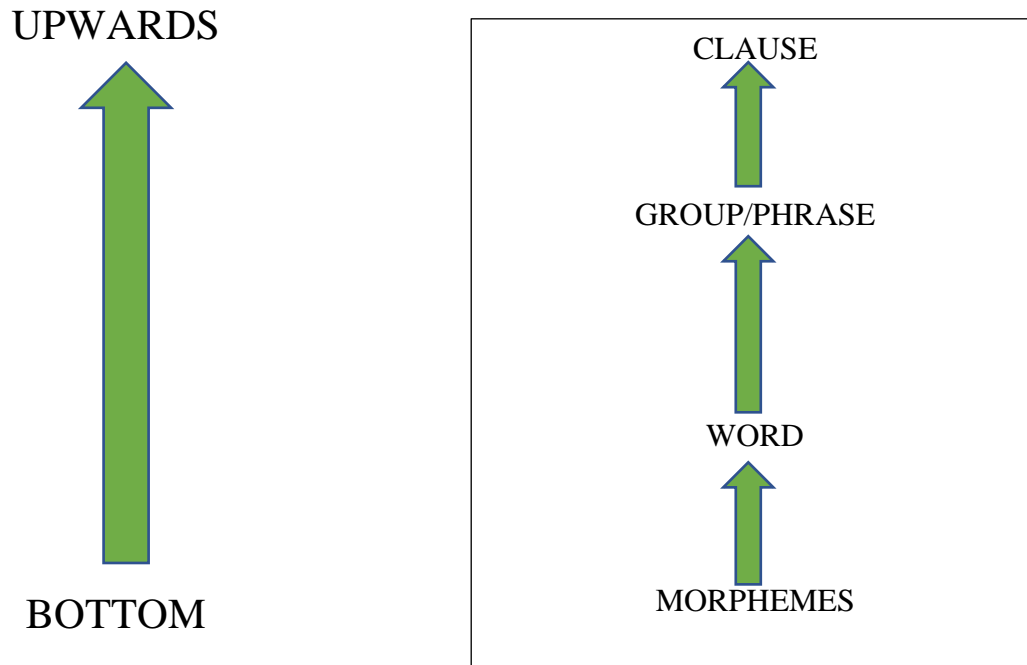 UPWARDS
BOTTOM
CLAUSE
GROUP/PHRASE
WORD
MORPHEMES